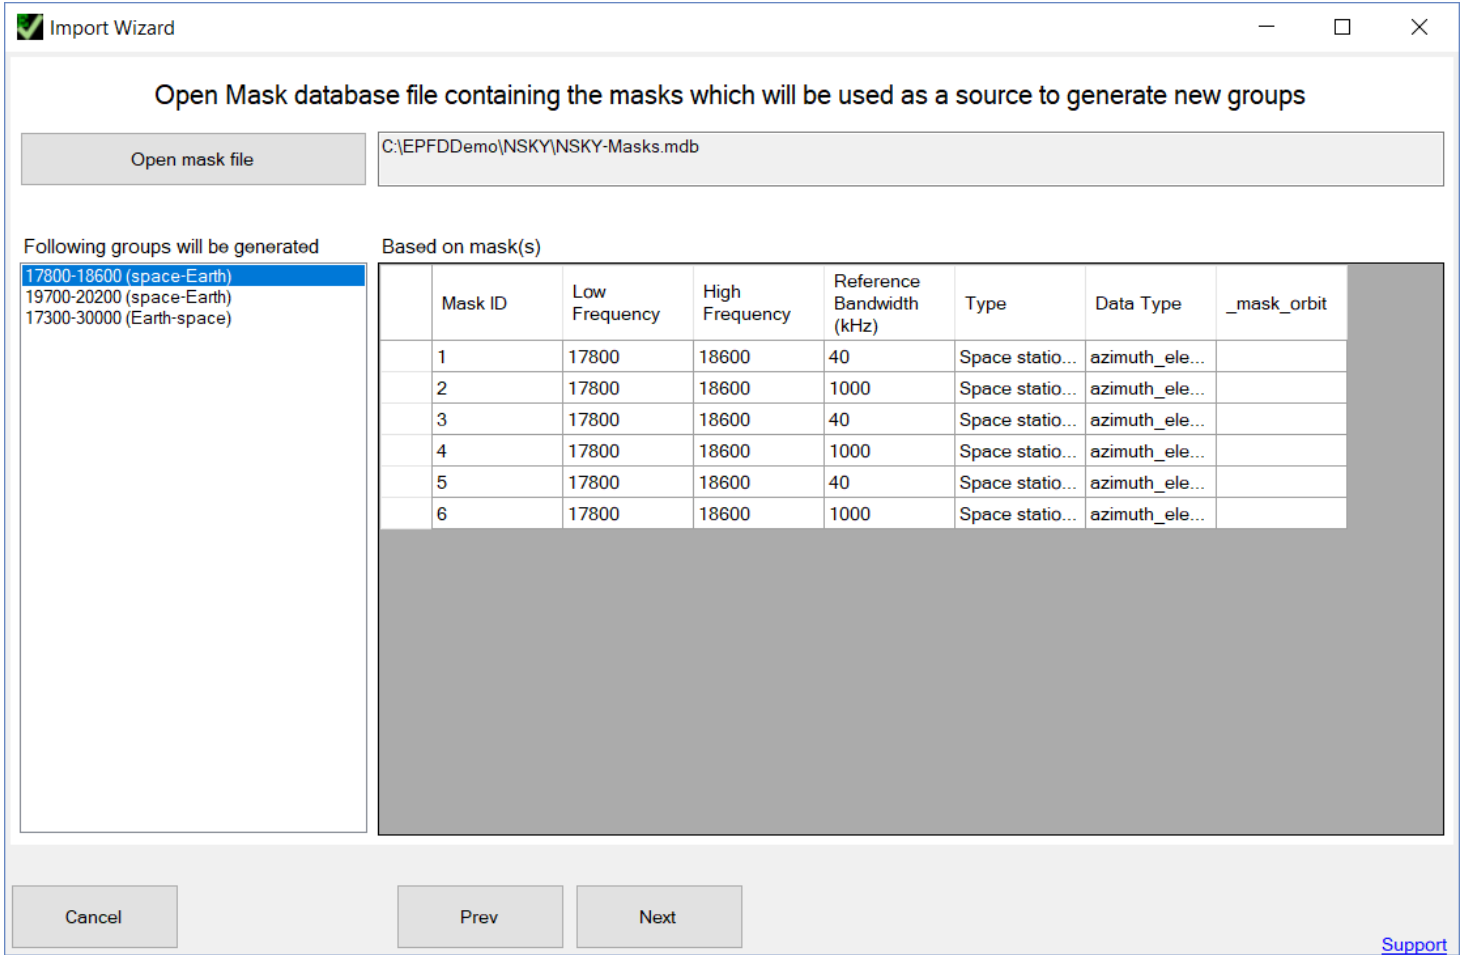 Import Wizard
Open Mask database file containing the masks which will be used as a source to generate new groups
Open mask file
C:\EPFDDemo\NSKY\NSKY-Masks.mdb
Following groups will be generated
17800-18600 (space-Earth)
19700-20200 (space-Earth)
17300-30000 (Earth-space)
Based on mask(s)
Mask ID Low Frequency High Frequency Reference Bandwidth (kHz) Type Data Type _mask_orbit
1 17800 18600 40 Space statio... azimuth_ele...
2 17800 18600 1000 Space statio... azimuth_ele...
3 17800 18600 40 Space statio... azimuth_ele...
4 17800 18600 1000 Space statio... azimuth_ele...
5 17800 18600 40 Space statio... azimuth_ele...
6 17800 18600 1000 Space statio... azimuth_ele...
Cancel
Prev
Next
Support